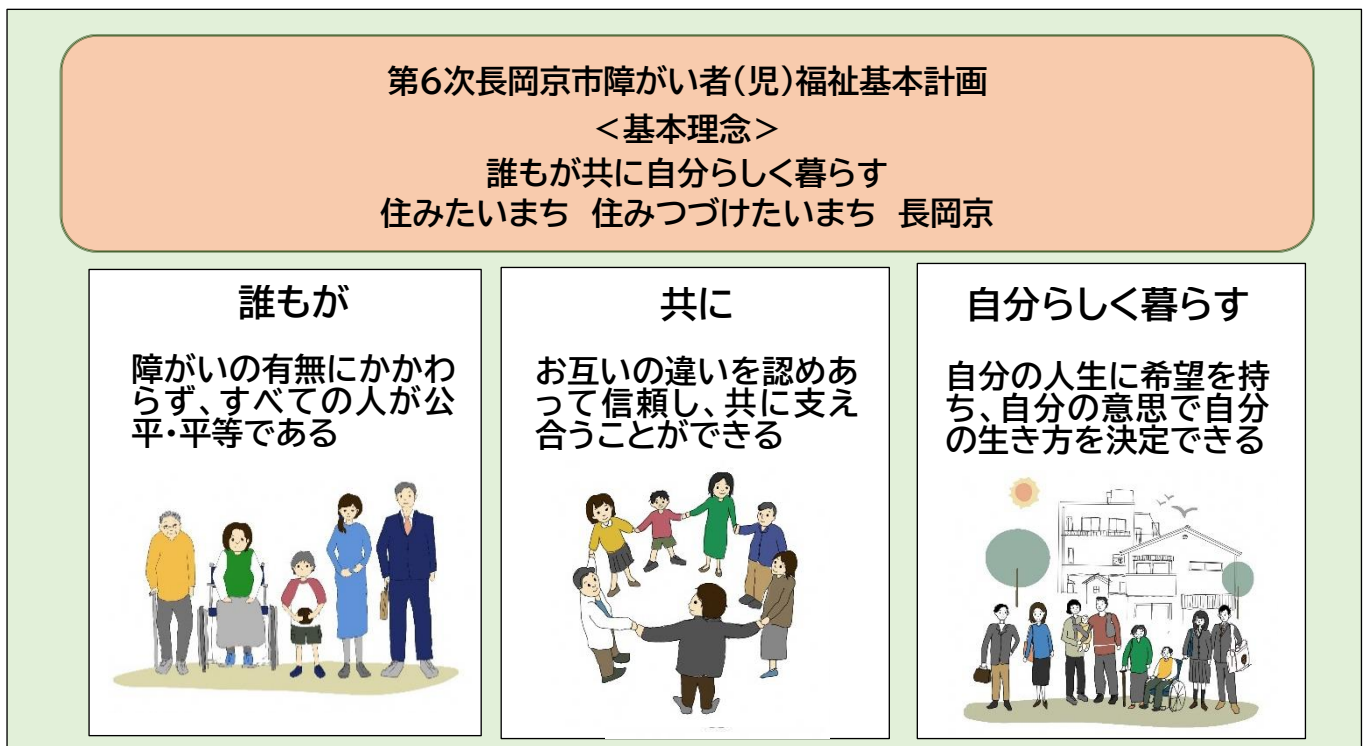 第6次長岡京市障がい者(児)福祉基本計画
＜基本理念＞
誰もが共に自分らしく暮らす
住みたいまち 住みつづけたいまち 長岡京
誰もが
障がいの有無にかかわ
らず、すべての人が公
平・平等である
共に
お互いの違いを認めあ
って信頼し、共に支え
合うことができる
自分らしく暮らす
自分の人生に希望を持
ち、自分の意思で自分
の生き方を決定できる